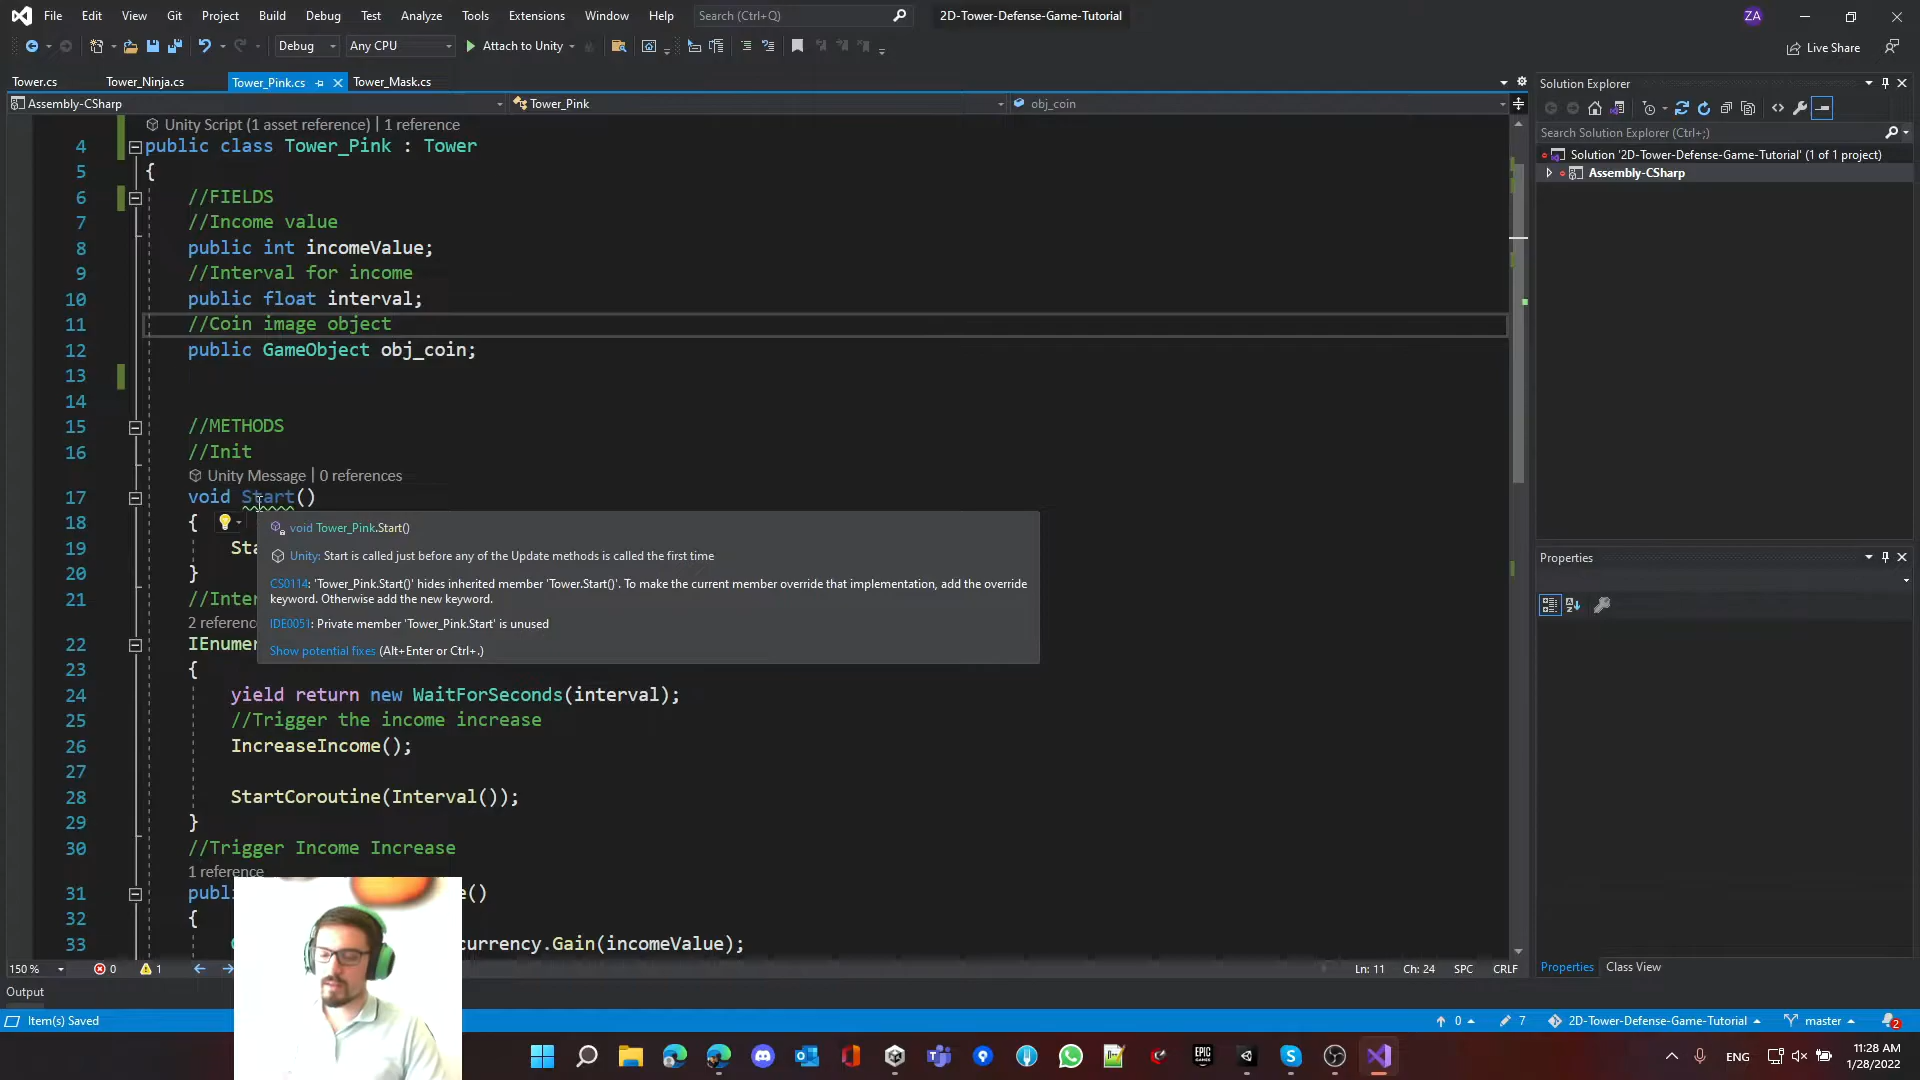 File Edit View Git Project Build Debug Test Analyze Tools Extensions Window Help Search (Ctrl+Q) 2D-Tower-Defense-Game-Tutorial ZA
Debug Any CPU Attach to Unity Live Share
Tower.cs Tower_Ninja.cs Tower_Pink.cs Tower_Mask.cs
Assembly-CSharp Tower_Pink obj_coin
Unity Script (1 asset reference) | 1 reference
4 public class Tower_Pink : Tower
5 {
6 //FIELDS
7 //Income value
8 public int incomeValue;
9 //Interval for income
10 public float interval;
11 //Coin image object
12 public GameObject obj_coin;
13
14
15 //METHODS
16 //Init
Unity Message | 0 references
17 void Start()
18 {
19 Sta
20 }
21 //Inter
2 referenc
22 IEnumer
23 {
24 yield return new WaitForSeconds(interval);
25 //Trigger the income increase
26 IncreaseIncome();
27
28 StartCoroutine(Interval());
29 }
30 //Trigger Income Increase
1 reference
31 publi e()
32 {
33 currency.Gain(incomeValue);
void Tower_Pink.Start()
Unity: Start is called just before any of the Update methods is called the first time
CS0114: 'Tower_Pink.Start()' hides inherited member 'Tower.Start()'. To make the current member override that implementation, add the override
keyword. Otherwise add the new keyword.
IDE0051: Private member 'Tower_Pink.Start' is unused
Show potential fixes (Alt+Enter or Ctrl+.)
150 % 0 1 Ln: 11 Ch: 24 SPC CRLF
Output
Item(s) Saved 0 7 2D-Tower-Defense-Game-Tutorial master 2
Solution Explorer
Search Solution Explorer (Ctrl+;)
Solution '2D-Tower-Defense-Game-Tutorial' (1 of 1 project)
Assembly-CSharp
Properties
Properties Class View
EPIC GAMES
ENG 11:28 AM
1/28/2022